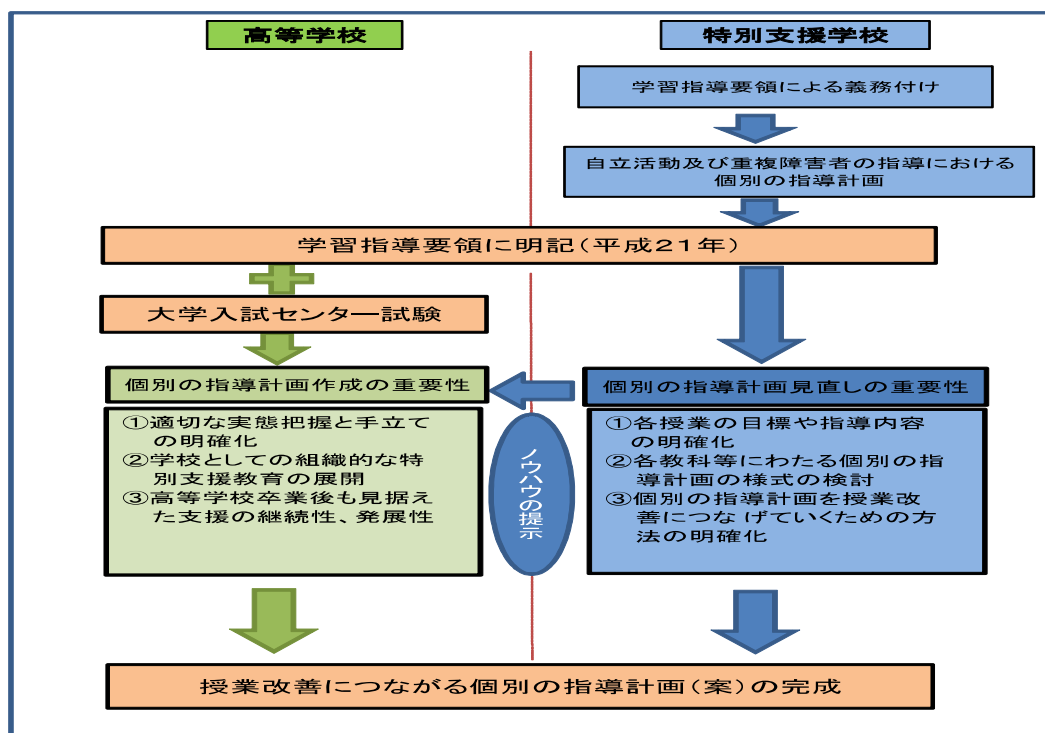 高等学校
特別支援学校
学習指導要領による義務付け
自立活動及び重複障害者の指導における
個別の指導計画
学習指導要領に明記(平成21年)
大学入試センター試験
個別の指導計画作成の重要性
個別の指導計画見直しの重要性
①適切な実態把握と手立て
の明確化
②学校としての組織的な特
別支援教育の展開
③高等学校卒業後も見据え
た支援の継続性、発展性
ノウハウの提示
①各授業の目標や指導内容
の明確化
②各教科等にわたる個別の指
導計画の様式の検討
③個別の指導計画を授業改
善につなげていくための方
法の明確化
授業改善につながる個別の指導計画(案)の完成